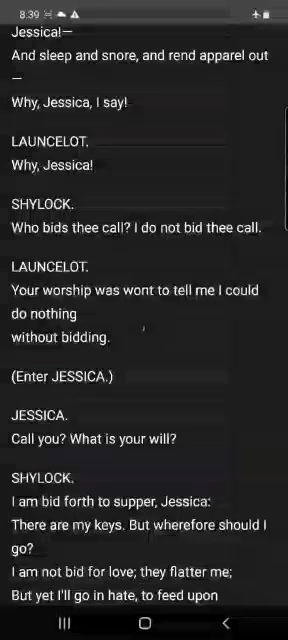 8:39
Jessica!—
And sleep and snore, and rend apparel out
—
Why, Jessica, I say!
LAUNCELOT.
Why, Jessica!
SHYLOCK.
Who bids thee call? I do not bid thee call.
LAUNCELOT.
Your worship was wont to tell me I could
do nothing
without bidding.
(Enter JESSICA.)
JESSICA.
Call you? What is your will?
SHYLOCK.
I am bid forth to supper, Jessica:
There are my keys. But wherefore should I
go?
I am not bid for love; they flatter me;
But yet I'll go in hate, to feed upon